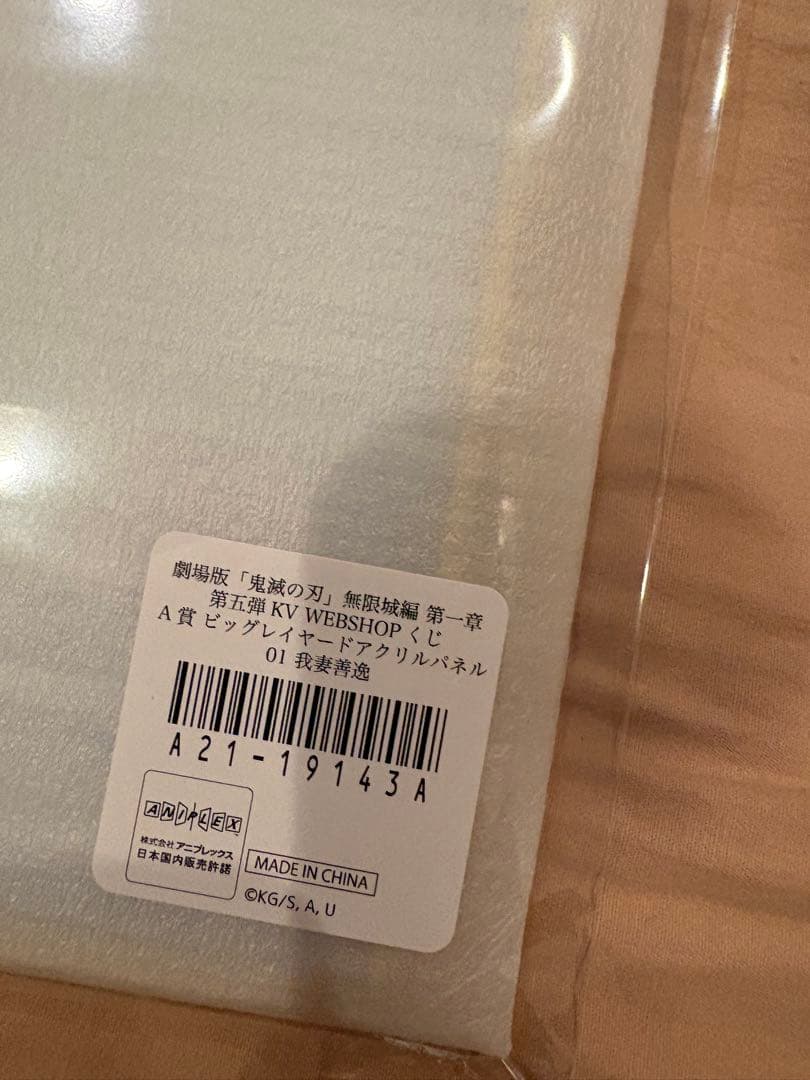 劇場版「鬼滅の刃」無限城編 第一章
第五弾 KV WEBSHOP くじ
A 賞 ビッグレイヤードアクリルパネル
01 我妻善逸
A21-19143A
ANIPLEX
株式会社 アニプレックス
日本国内販売許諾
MADE IN CHINA
©KG/S, A, U